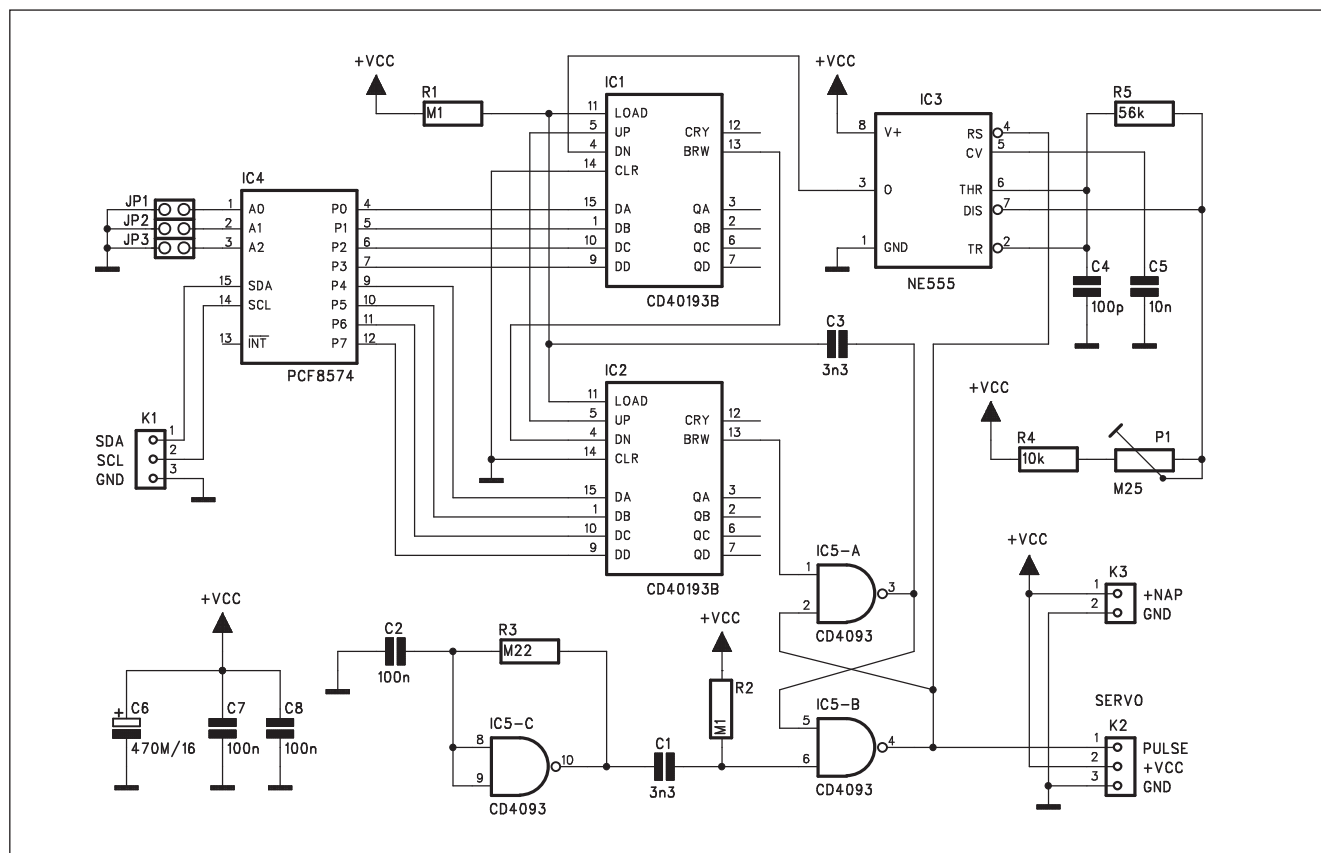 +VCC
R1
M1
IC1
11 LOAD
5 UP
4 DN
14 CLR
15 DA
1 DB
10 DC
9 DD
CRY 12
BRW 13
QA 3
QB 2
QC 6
QD 7
CD40193B
+VCC
IC3
8 V+
3 O
1 GND
RS 4
CV 5
THR 6
DIS 7
TR 2
NE555
R5
56k
C4
100p
C5
10n
IC4
JP1
JP2
JP3
1 A0
2 A1
3 A2
15 SDA
14 SCL
13 INT
P0 4
P1 5
P2 6
P3 7
P4 9
P5 10
P6 11
P7 12
PCF8574
K1
SDA 1
SCL 2
GND 3
C3
3n3
IC2
11 LOAD
5 UP
4 DN
14 CLR
15 DA
1 DB
10 DC
9 DD
CRY 12
BRW 13
QA 3
QB 2
QC 6
QD 7
CD40193B
+VCC
R4
10k
P1
M25
IC5-A
1
2
3
CD4093
+VCC
K3
1 +NAP
2 GND
+VCC
C6
+
470M/16
C7
100n
C8
100n
C2
100n
R3
M22
IC5-C
8
9
10
CD4093
C1
3n3
+VCC
R2
M1
IC5-B
5
6
4
CD4093
SERVO
K2
1 PULSE
2 +VCC
3 GND